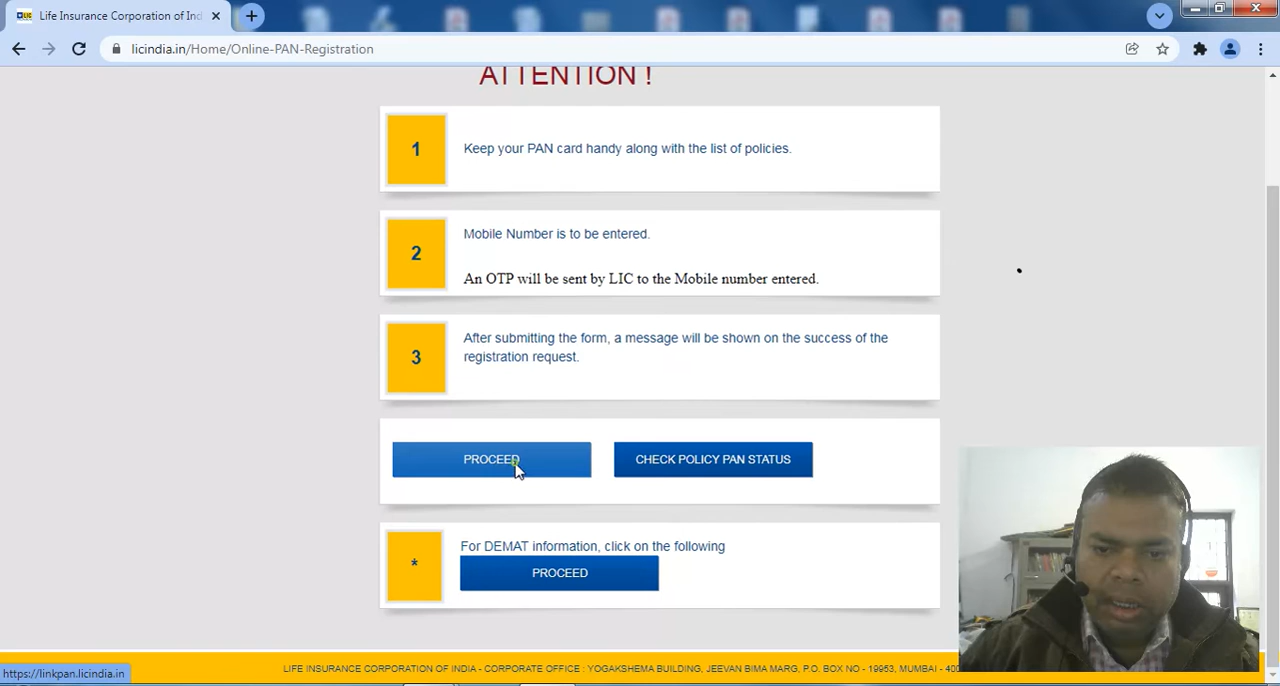 Life Insurance Corporation of Ind
licindia.in/Home/Online-PAN-Registration
ATTENTION !
1
Keep your PAN card handy along with the list of policies.
2
Mobile Number is to be entered.
An OTP will be sent by LIC to the Mobile number entered.
3
After submitting the form, a message will be shown on the success of the
registration request.
PROCEED
CHECK POLICY PAN STATUS
*
For DEMAT information, click on the following
PROCEED
https://linkpan.licindia.in
LIFE INSURANCE CORPORATION OF INDIA - CORPORATE OFFICE : YOGAKSHEMA BUILDING, JEEVAN BIMA MARG, P.O. BOX NO - 19953, MUMBAI - 400